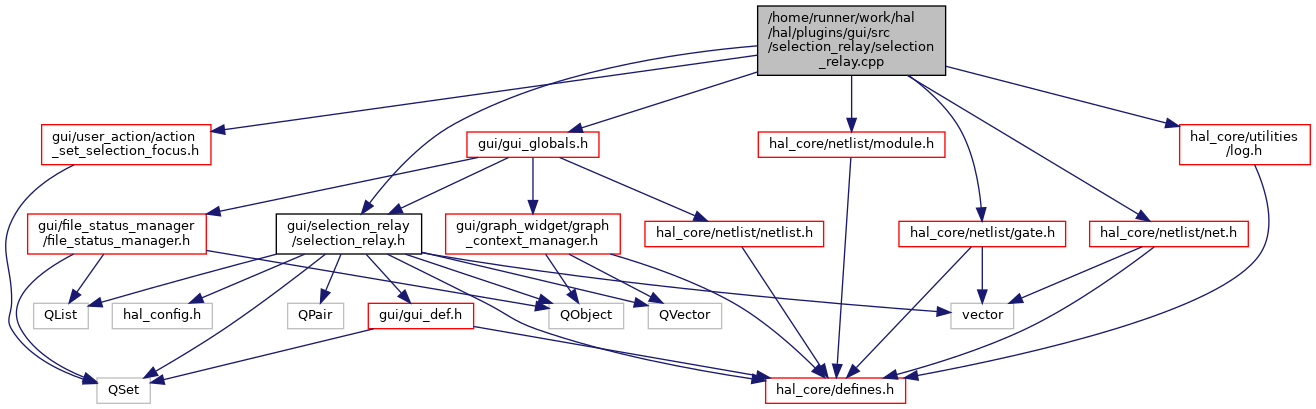 /home/runner/work/hal
/hal/plugins/gui/src
/selection_relay/selection
_relay.cpp
gui/user_action/action
_set_selection_focus.h
gui/gui_globals.h
hal_core/netlist/module.h
hal_core/utilities
/log.h
gui/file_status_manager
/file_status_manager.h
gui/selection_relay
/selection_relay.h
gui/graph_widget/graph
_context_manager.h
hal_core/netlist/netlist.h
hal_core/netlist/gate.h
hal_core/netlist/net.h
QList
hal_config.h
QPair
gui/gui_def.h
QObject
QVector
vector
QSet
hal_core/defines.h